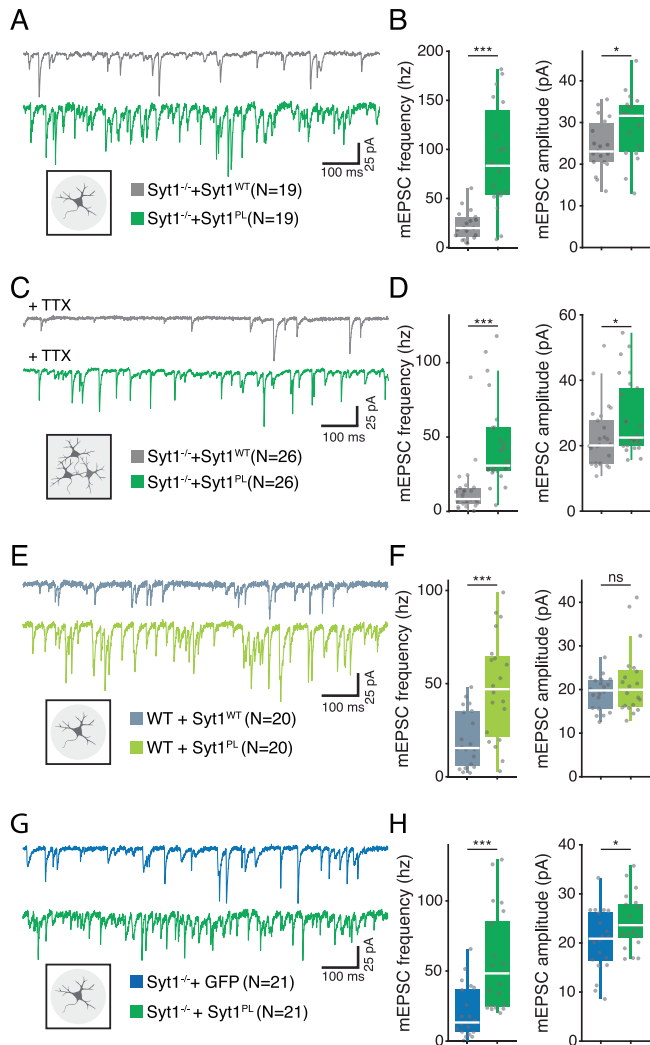 A
100 ms
25 pA
Syt1-/-+SytWT(N=19)
Syt1-/-+Syt1PL(N=19)
B
mEPSC frequency (hz)
200
150
100
50
0
***
mEPSC amplitude (pA)
40
30
20
10
0
*
C
+ TTX
+ TTX
100 ms
25 pA
Syt1-/-+Syt1WT(N=26)
Syt1-/-+Syt1PL(N=26)
D
mEPSC frequency (hz)
100
50
0
***
mEPSC amplitude (pA)
60
40
20
0
*
E
100 ms
25 pA
WT + Syt1WT (N=20)
WT + Syt1PL (N=20)
F
mEPSC frequency (hz)
100
50
0
***
mEPSC amplitude (pA)
40
30
20
10
0
ns
G
100 ms
25 pA
Syt1-/-+ GFP (N=21)
Syt1-/- + Syt1PL (N=21)
H
mEPSC frequency (hz)
100
50
0
***
mEPSC amplitude (pA)
40
30
20
10
0
*